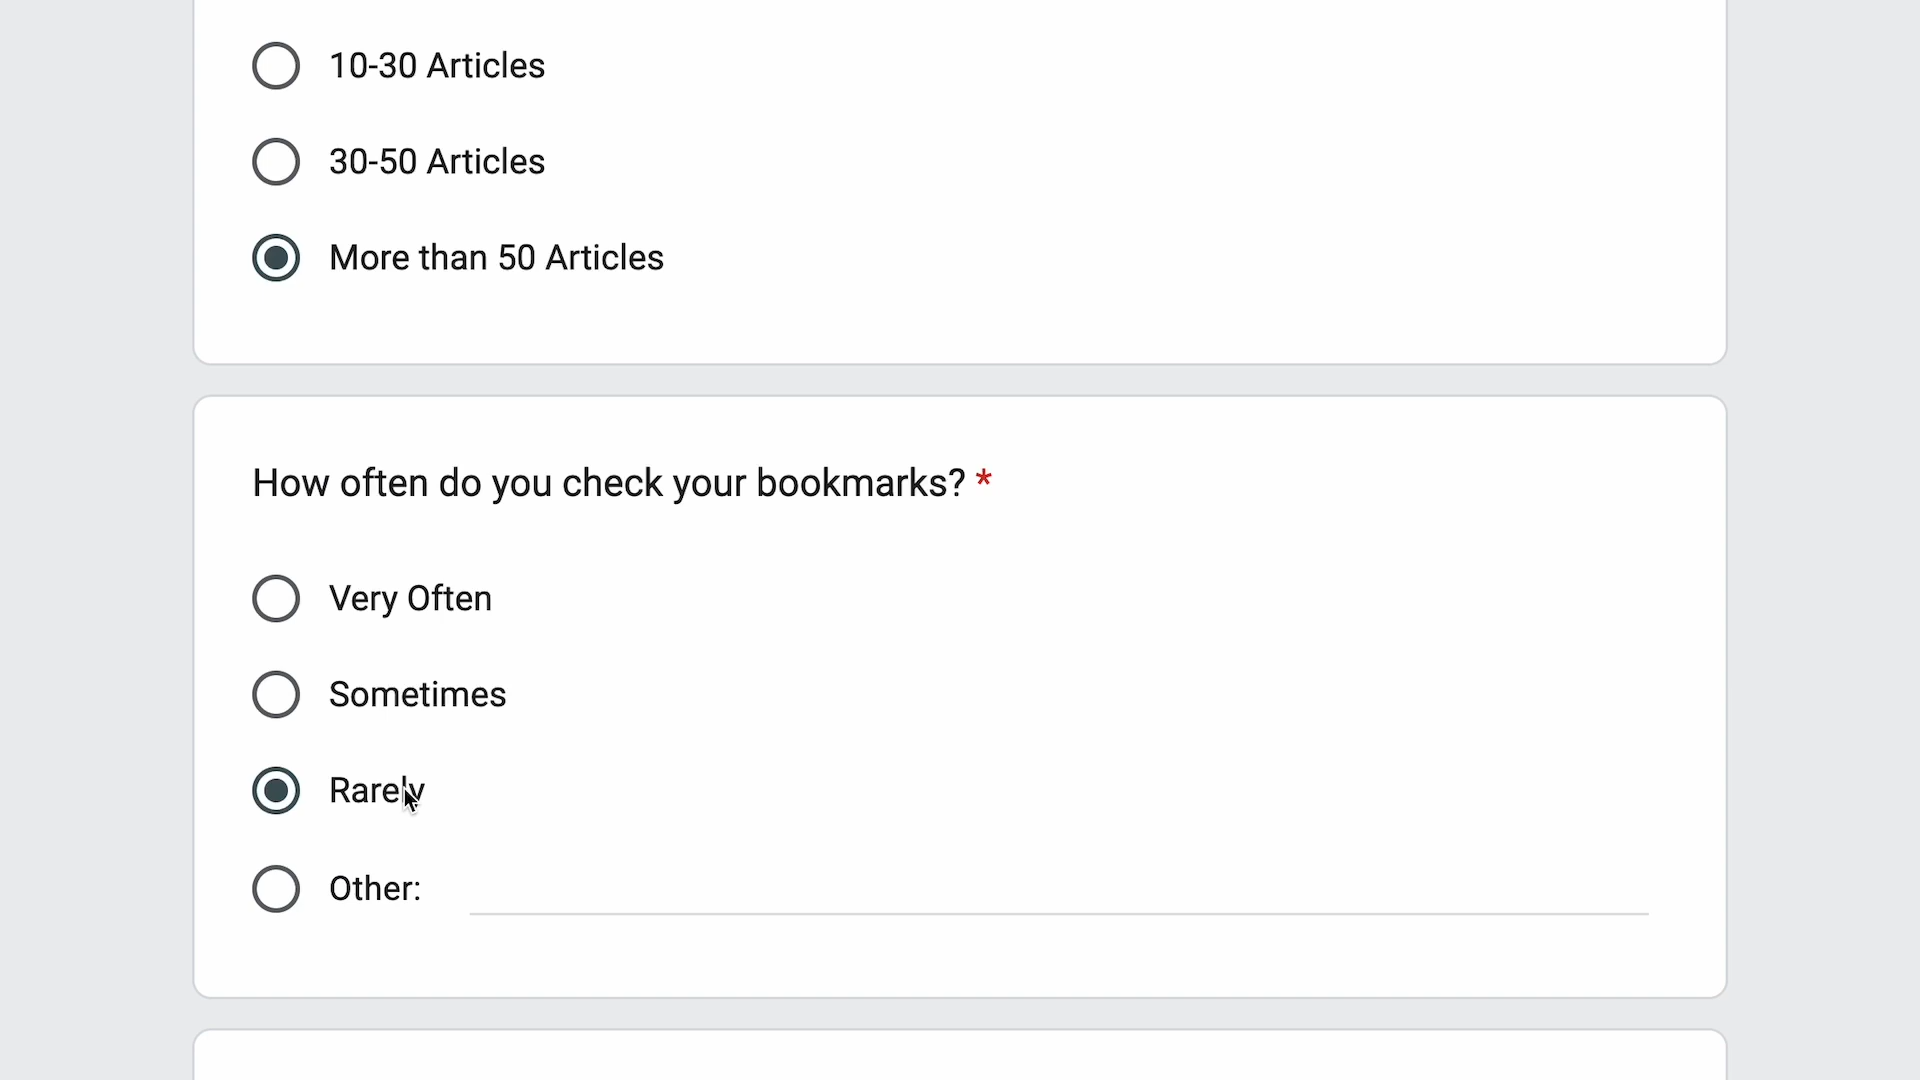 10-30 Articles
30-50 Articles
More than 50 Articles
How often do you check your bookmarks? *
Very Often
Sometimes
Rarely
Other: